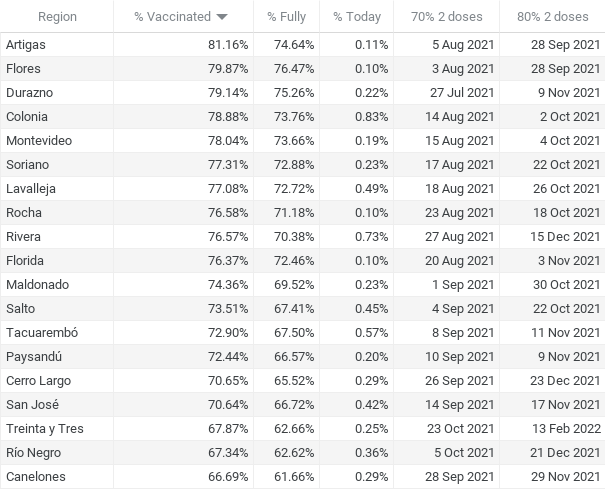 Region % Vaccinated % Fully % Today 70% 2 doses 80% 2 doses
Artigas 81.16% 74.64% 0.11% 5 Aug 2021 28 Sep 2021
Flores 79.87% 76.47% 0.10% 3 Aug 2021 28 Sep 2021
Durazno 79.14% 75.26% 0.22% 27 Jul 2021 9 Nov 2021
Colonia 78.88% 73.76% 0.83% 14 Aug 2021 2 Oct 2021
Montevideo 78.04% 73.66% 0.19% 15 Aug 2021 4 Oct 2021
Soriano 77.31% 72.88% 0.23% 17 Aug 2021 22 Oct 2021
Lavalleja 77.08% 72.72% 0.49% 18 Aug 2021 26 Oct 2021
Rocha 76.58% 71.18% 0.10% 23 Aug 2021 18 Oct 2021
Rivera 76.57% 70.38% 0.73% 27 Aug 2021 15 Dec 2021
Florida 76.37% 72.46% 0.10% 20 Aug 2021 3 Nov 2021
Maldonado 74.36% 69.52% 0.23% 1 Sep 2021 30 Oct 2021
Salto 73.51% 67.41% 0.45% 4 Sep 2021 22 Oct 2021
Tacuarembó 72.90% 67.50% 0.57% 8 Sep 2021 11 Nov 2021
Paysandú 72.44% 66.57% 0.20% 10 Sep 2021 9 Nov 2021
Cerro Largo 70.65% 65.52% 0.29% 26 Sep 2021 23 Dec 2021
San José 70.64% 66.72% 0.42% 14 Sep 2021 17 Nov 2021
Treinta y Tres 67.87% 62.66% 0.25% 23 Oct 2021 13 Feb 2022
Río Negro 67.34% 62.62% 0.36% 5 Oct 2021 21 Dec 2021
Canelones 66.69% 61.66% 0.29% 28 Sep 2021 29 Nov 2021